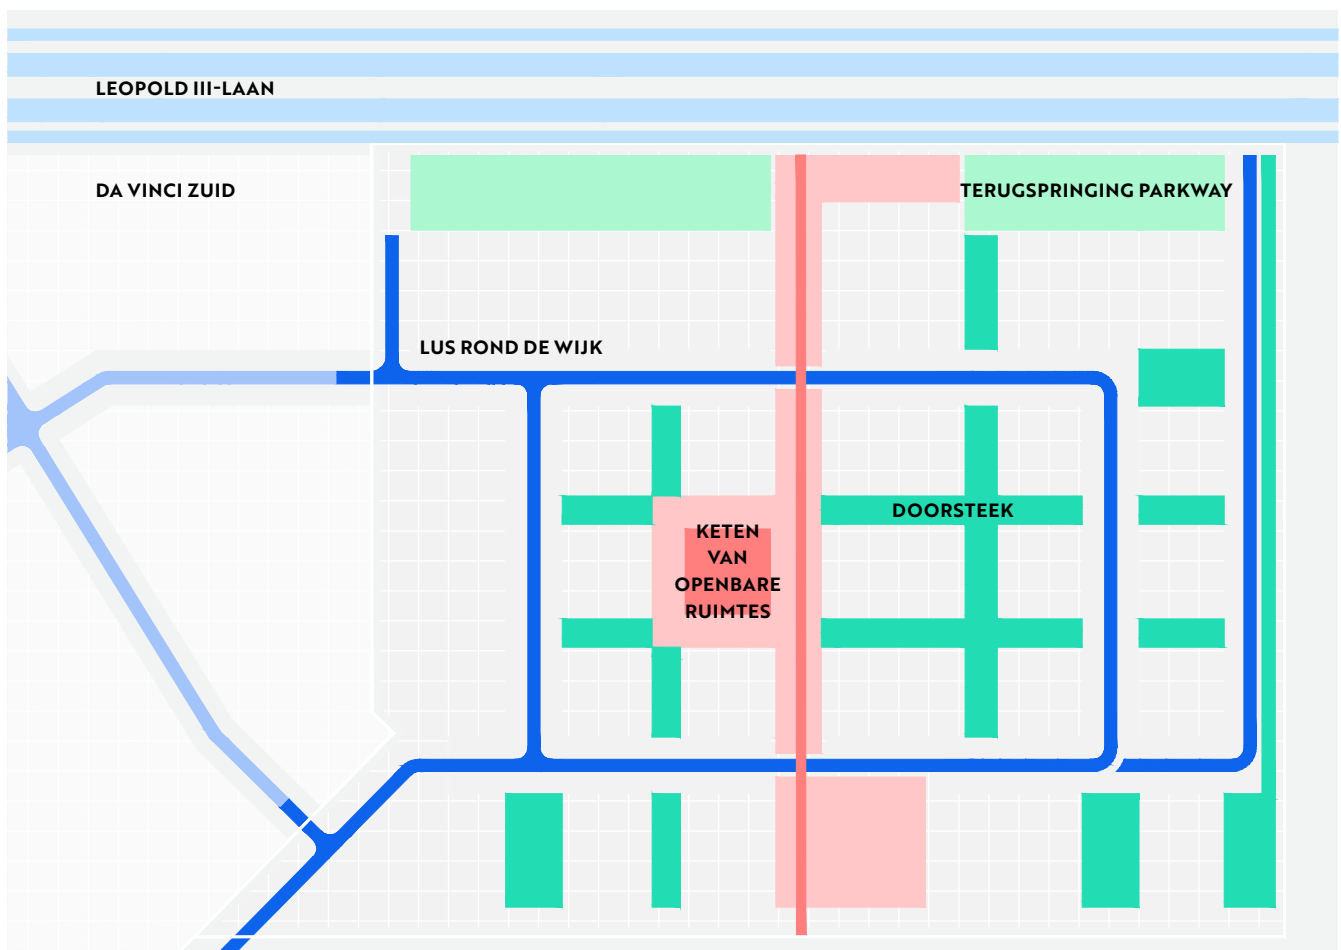 LEOPOLD III-LAAN
DA VINCI ZUID
TERUGSPRINGING PARKWAY
LUS ROND DE WIJK
DOORSTEEK
KETEN
VAN
OPENBARE
RUIMTES